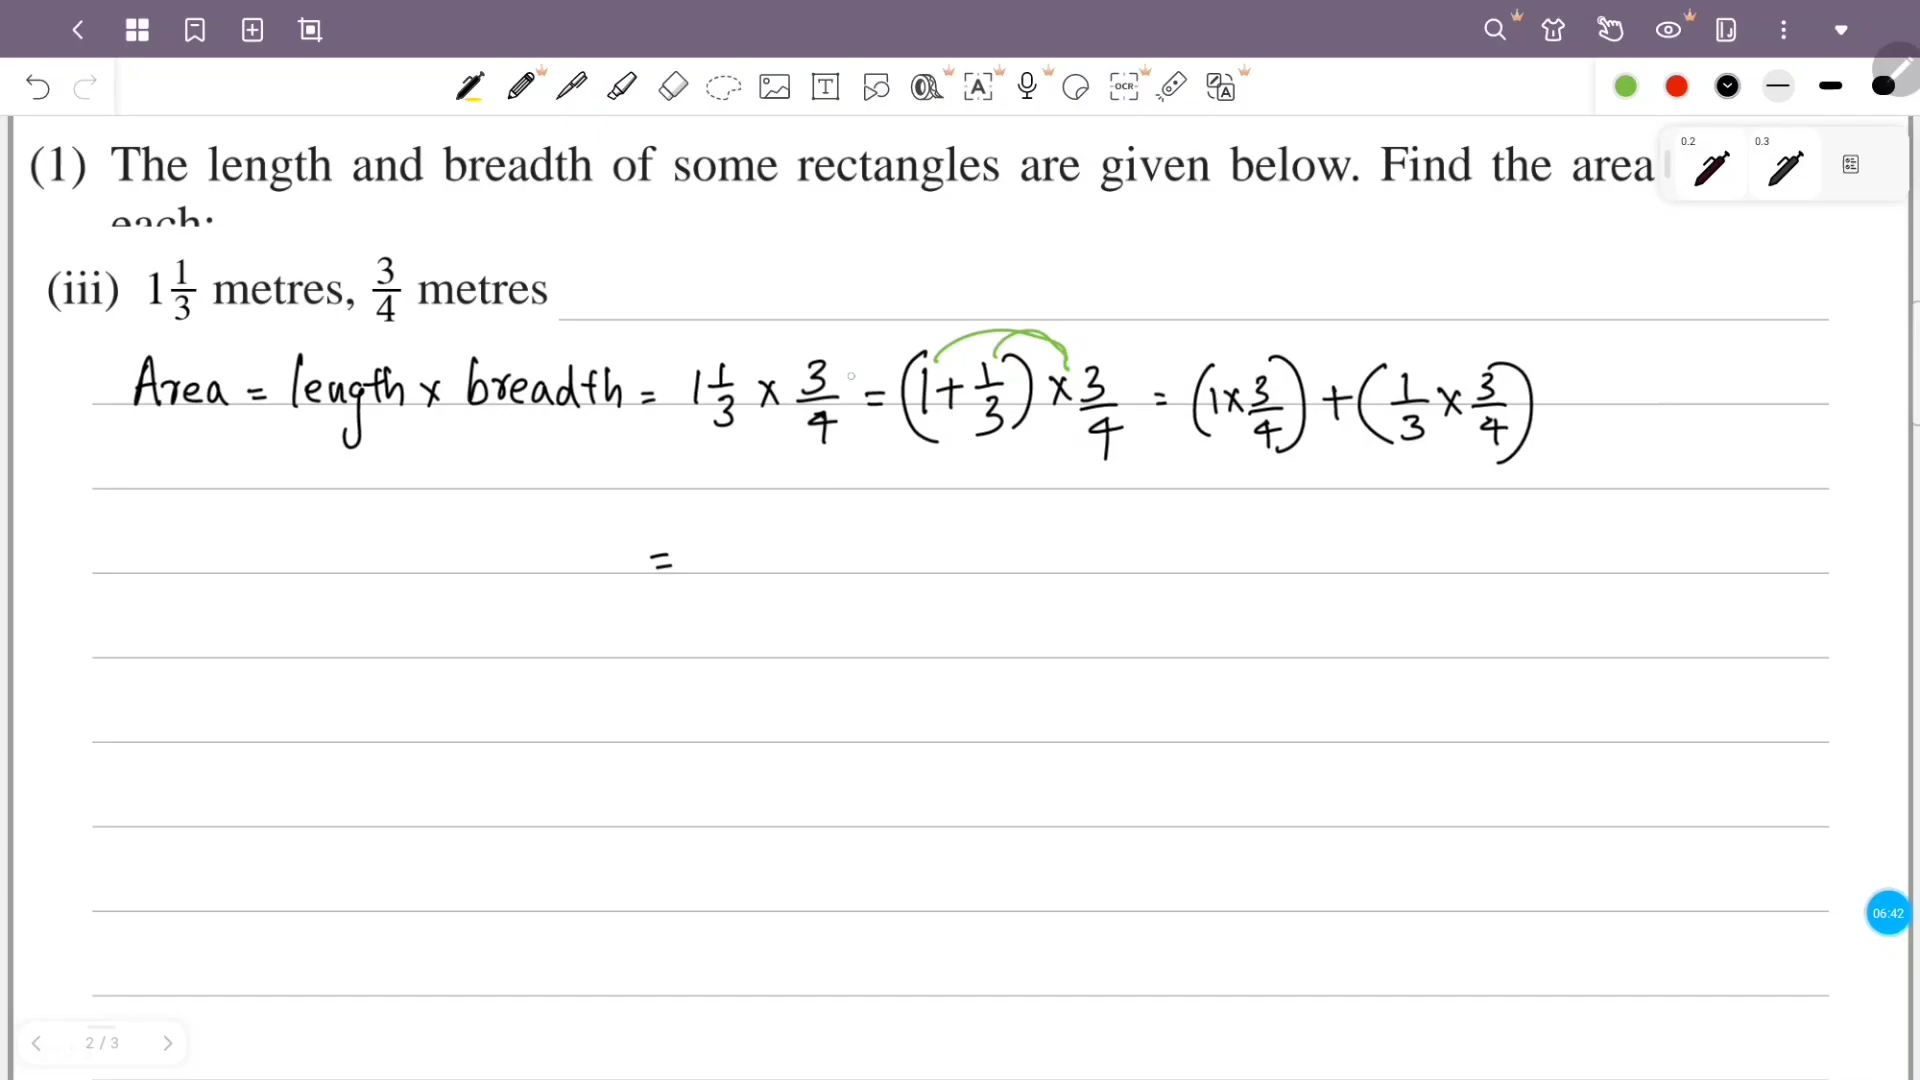 0.2 0.3
(1) The length and breadth of some rectangles are given below. Find the area
each:
(iii) 1 1/3 metres, 3/4 metres
Area = length × breadth = 1 1/3 × 3/4 = (1 + 1/3) × 3/4 = (1 × 3/4) + (1/3 × 3/4)
=
06:42
2 / 3